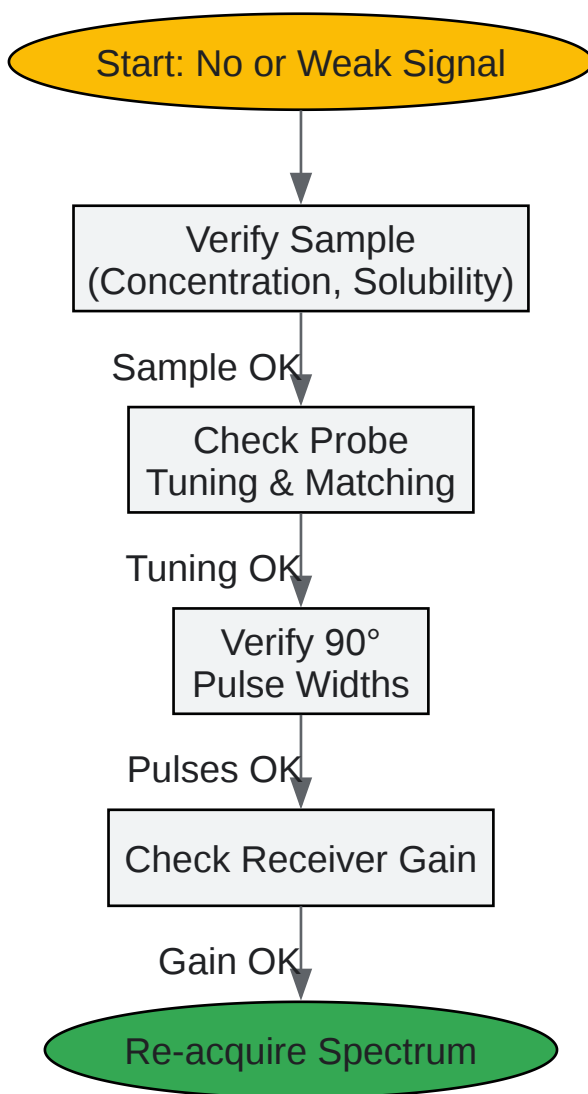 Start: No or Weak Signal
Verify Sample
(Concentration, Solubility)
Sample OK
Check Probe
Tuning & Matching
Tuning OK
Verify 90°
Pulse Widths
Pulses OK
Check Receiver Gain
Gain OK
Re-acquire Spectrum